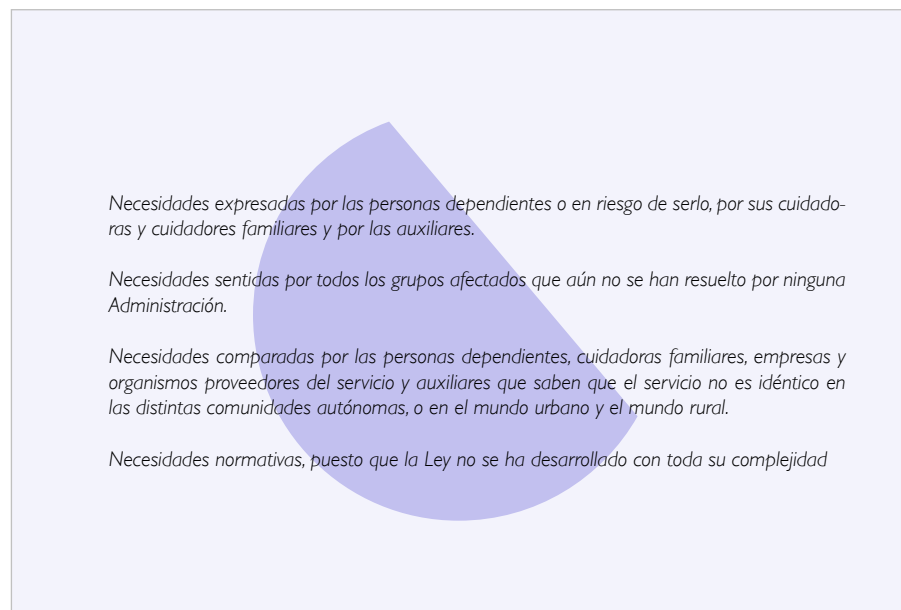 Necesidades expresadas por las personas dependientes o en riesgo de serlo, por sus cuidado-
ras y cuidadores familiares y por las auxiliares.
Necesidades sentidas por todos los grupos afectados que aún no se han resuelto por ninguna
Administración.
Necesidades comparadas por las personas dependientes, cuidadoras familiares, empresas y
organismos proveedores del servicio y auxiliares que saben que el servicio no es idéntico en
las distintas comunidades autónomas, o en el mundo urbano y el mundo rural.
Necesidades normativas, puesto que la Ley no se ha desarrollado con toda su complejidad